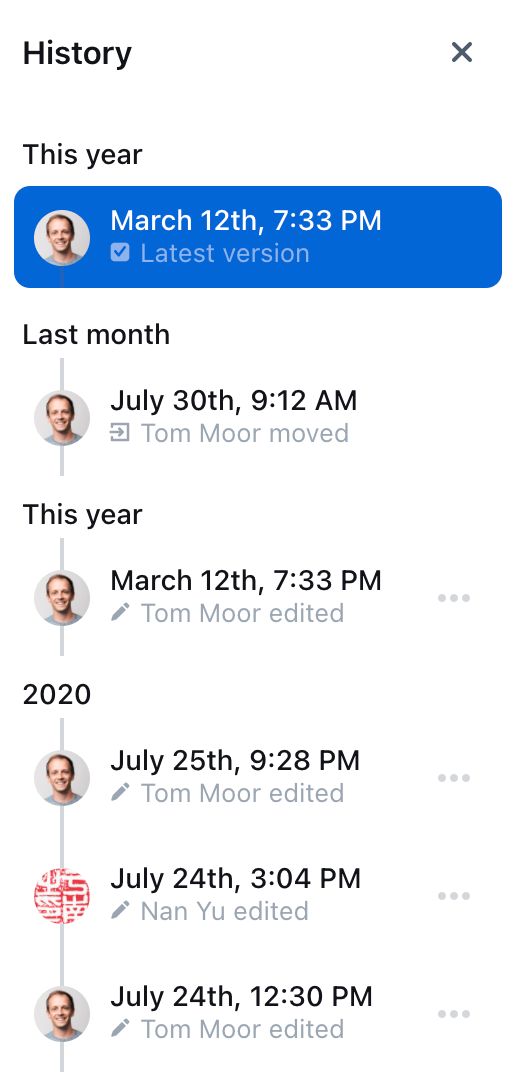 History
This year
March 12th, 7:33 PM
Latest version
Last month
July 30th, 9:12 AM
Tom Moor moved
This year
March 12th, 7:33 PM
Tom Moor edited
2020
July 25th, 9:28 PM
Tom Moor edited
July 24th, 3:04 PM
Nan Yu edited
July 24th, 12:30 PM
Tom Moor edited